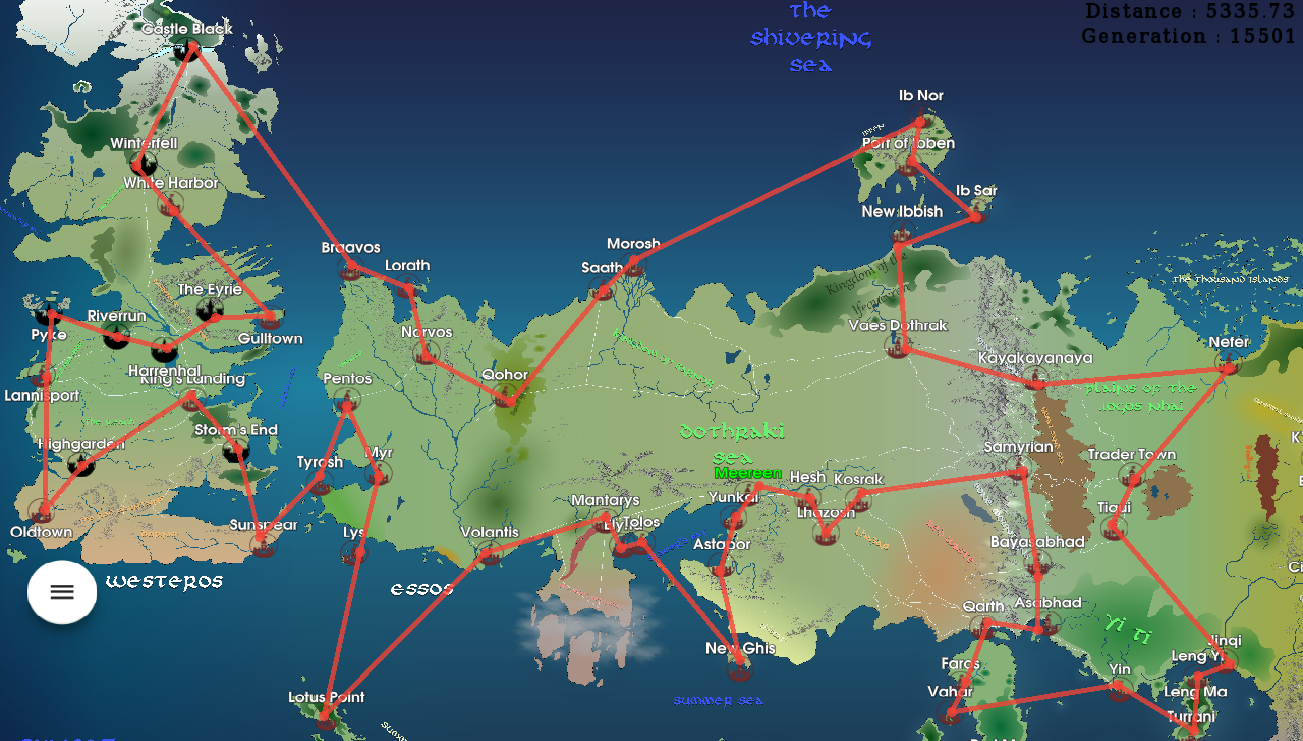 The
Shivering
Sea
Distance : 5335.73
Generation : 15501
Castle Black
Ib Nor
Port of Ibben
Winterfell
White Harbor
Ib Sar
New Ibbish
Braavos
Morosh
Lorath
Saath
Kingdom of the
Ifequevron
The Thousand Islands
The Eyrie
Riverrun
Pyke
Gulltown
Norvos
Vaes Dothrak
Nefer
Kayakayanaya
Harrenhal
King's Landing
Pentos
Qohor
Plains of the
Jogos Nhai
Lannisport
Storm's End
Dothraki
Sea
Highgarden
Myr
Samyrian
Trader Town
Tyrosh
Meereen
Hesh
Kosrak
Yunkai
Mantarys
Lhazosh
Tiqui
Oldtown
Sunspear
Lys
Volantis
Elyria
Tolos
Astapor
Bayasabhad
Westeros
Essos
Qarth
Asabhad
Yi Ti
New Ghis
Jinqi
Leng Yi
Faros
Yin
Lotus Point
Vahar
Leng Ma
Summer Sea
Turrani